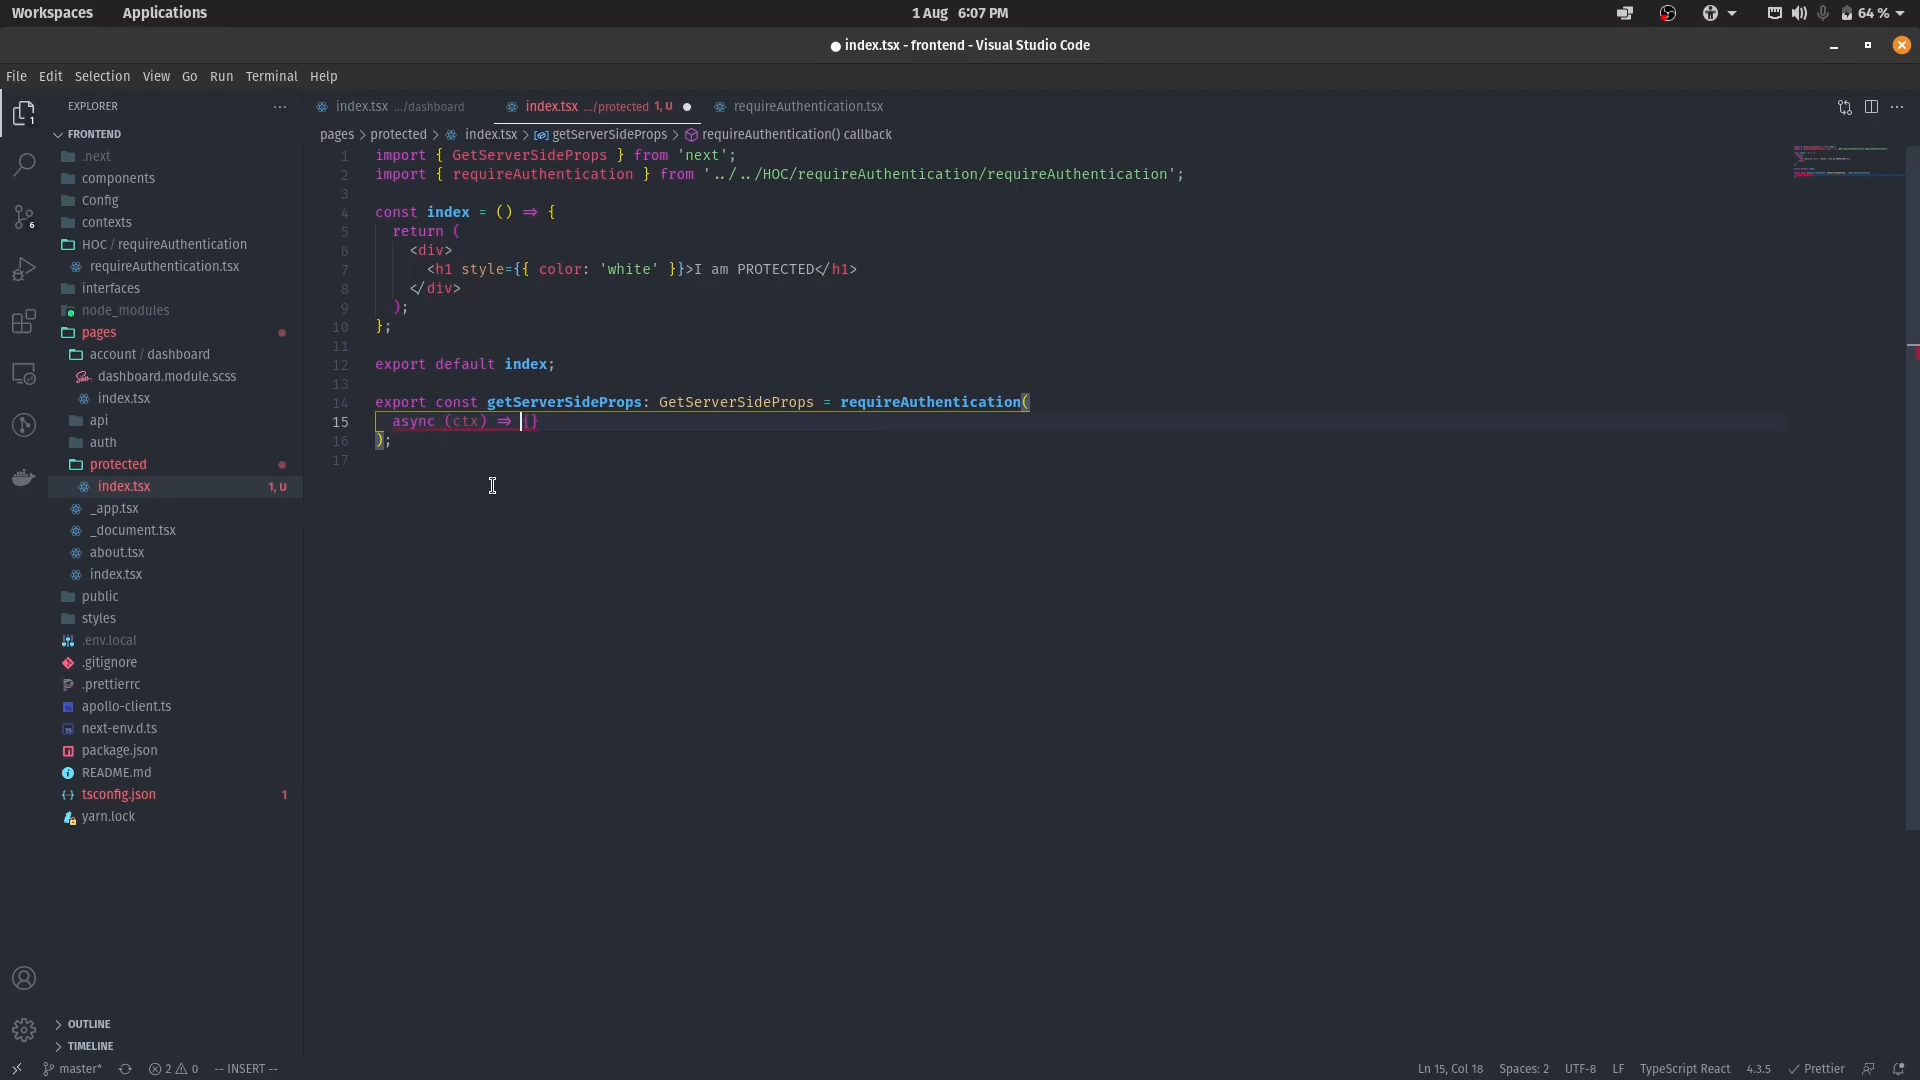 Workspaces Applications 1 Aug 6:07 PM 64 %
index.tsx - frontend - Visual Studio Code
File Edit Selection View Go Run Terminal Help
EXPLORER
FRONTEND
.next
components
config
contexts
HOC / requireAuthentication
requireAuthentication.tsx
interfaces
node_modules
pages
account / dashboard
dashboard.module.scss
index.tsx
api
auth
protected
index.tsx 1, U
_app.tsx
_document.tsx
about.tsx
index.tsx
public
styles
.env.local
.gitignore
.prettierrc
apollo-client.ts
next-env.d.ts
package.json
README.md
tsconfig.json 1
yarn.lock
OUTLINE
TIMELINE
1
6
index.tsx .../dashboard index.tsx .../protected 1, U requireAuthentication.tsx
pages > protected > index.tsx > getServerSideProps > requireAuthentication() callback
1 import { GetServerSideProps } from 'next';
2 import { requireAuthentication } from '../../HOC/requireAuthentication/requireAuthentication';
3
4 const index = () => {
5 return (
6 <div>
7 <h1 style={{ color: 'white' }}>I am PROTECTED</h1>
8 </div>
9 );
10 };
11
12 export default index;
13
14 export const getServerSideProps: GetServerSideProps = requireAuthentication(
15 async (ctx) => {}
16 );
17
master* 2 0 -- INSERT -- Ln 15, Col 18 Spaces: 2 UTF-8 LF TypeScript React 4.3.5 Prettier